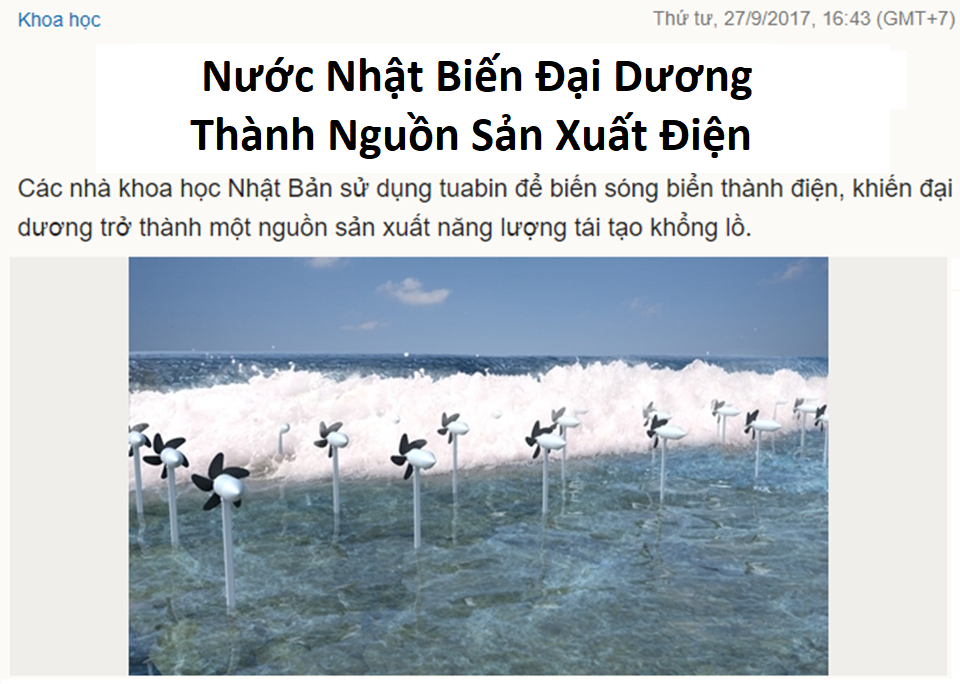 Khoa học
Thứ tư, 27/9/2017, 16:43 (GMT+7)
Nước Nhật Biến Đại Dương
Thành Nguồn Sản Xuất Điện
Các nhà khoa học Nhật Bản sử dụng tuabin để biến sóng biển thành điện, khiến đại
dương trở thành một nguồn sản xuất năng lượng tái tạo khổng lồ.